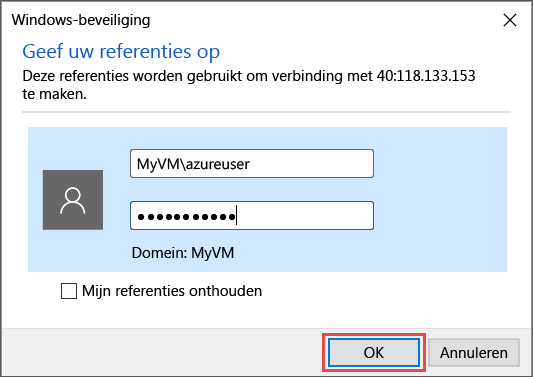 Windows-beveiliging
Geef uw referenties op
Deze referenties worden gebruikt om verbinding met 40:118.133.153
te maken.
MyVM\azureuser
●●●●●●●●●●●
Domein: MyVM
Mijn referenties onthouden
OK
Annuleren